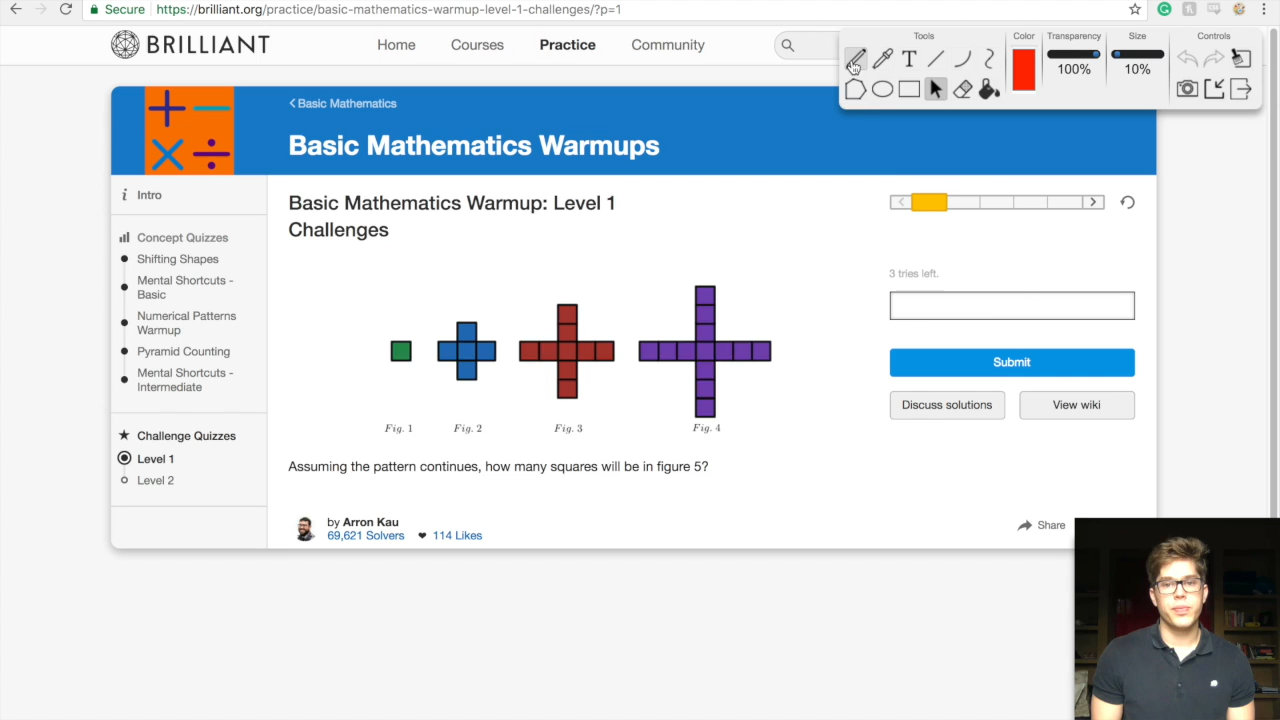 Secure https://brilliant.org/practice/basic-mathematics-warmup-level-1-challenges/?p=1
BRILLIANT
Home Courses Practice Community
Tools Color Transparency Size Controls
T
100% 10%
Basic Mathematics
Basic Mathematics Warmups
Intro
Concept Quizzes
Shifting Shapes
Mental Shortcuts -
Basic
Numerical Patterns
Warmup
Pyramid Counting
Mental Shortcuts -
Intermediate
Challenge Quizzes
Level 1
Level 2
Basic Mathematics Warmup: Level 1
Challenges
Fig. 1 Fig. 2 Fig. 3 Fig. 4
Assuming the pattern continues, how many squares will be in figure 5?
by Arron Kau
69,621 Solvers 114 Likes
Share
3 tries left.
Submit
Discuss solutions View wiki